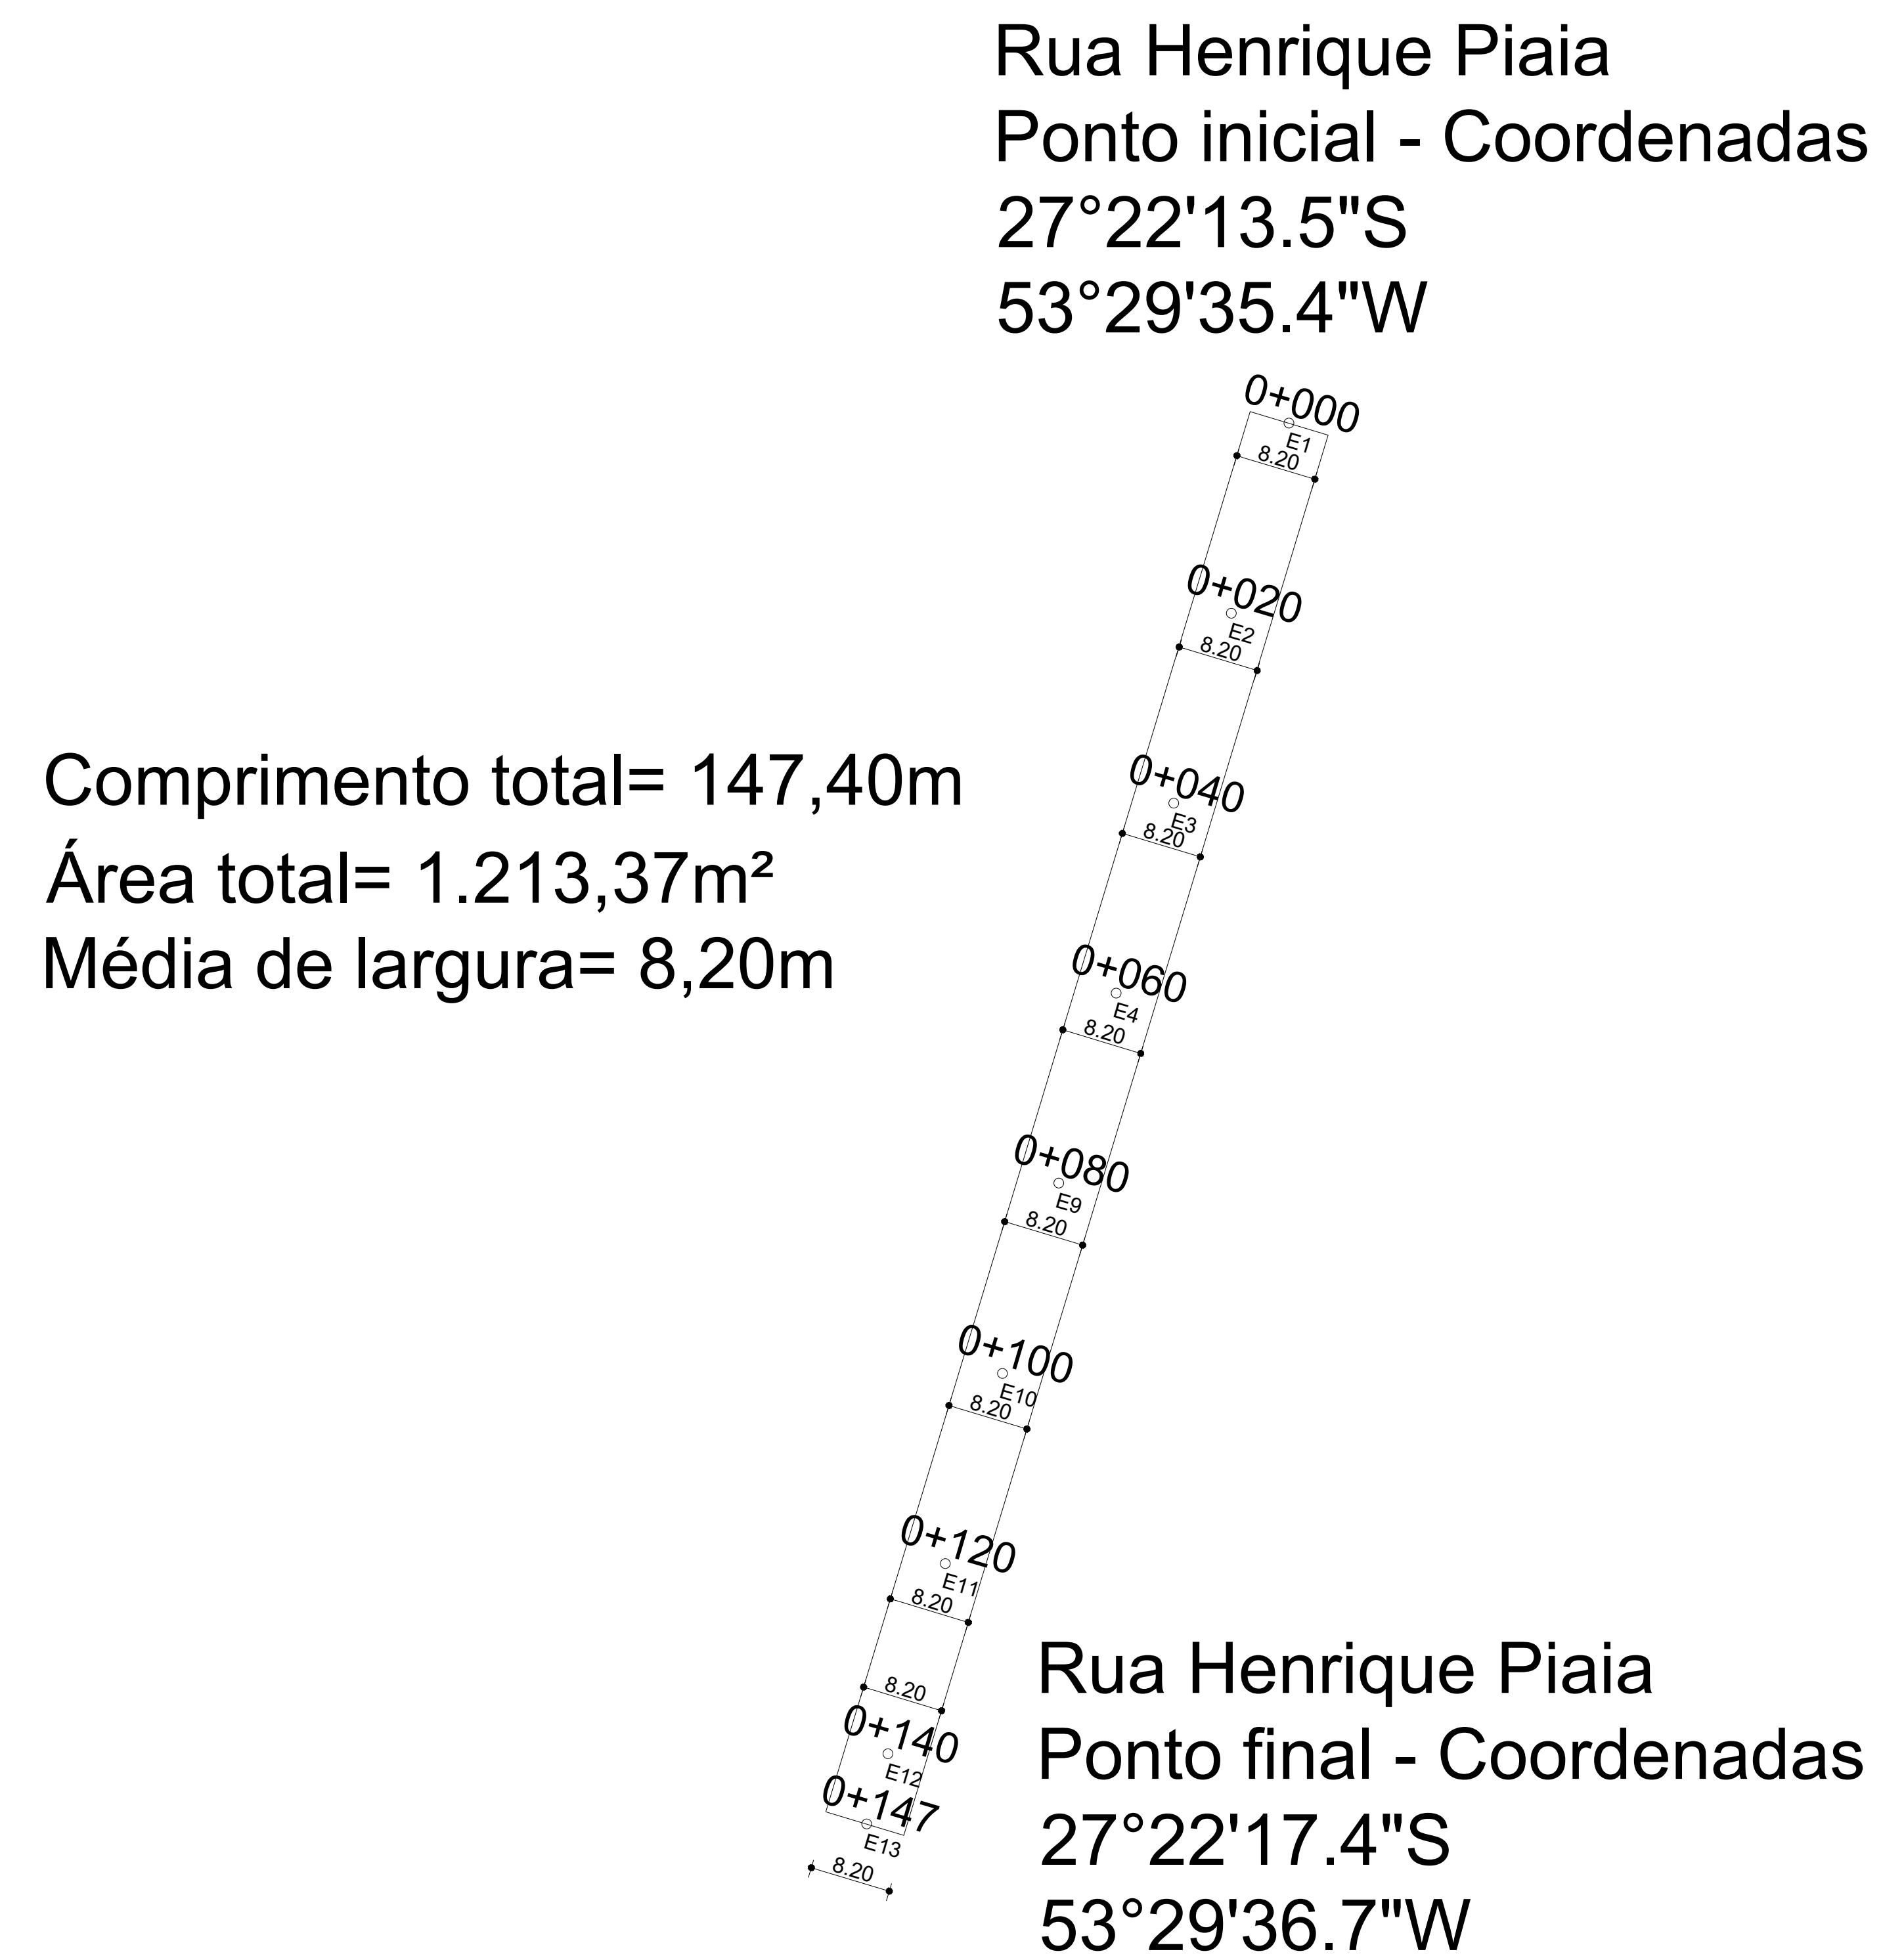 Rua Henrique Piaia
Ponto inicial - Coordenadas
27°22'13.5"S
53°29'35.4"W
0+000
E1
8.20
0+020
E2
8.20
Comprimento total= 147,40m
Área total= 1.213,37m²
Média de largura= 8,20m
0+040
E3
8.20
0+060
E4
8.20
0+080
E9
8.20
0+100
E10
8.20
0+120
E11
8.20
8.20
0+140
E12
0+147
E13
8.20
Rua Henrique Piaia
Ponto final - Coordenadas
27°22'17.4"S
53°29'36.7"W